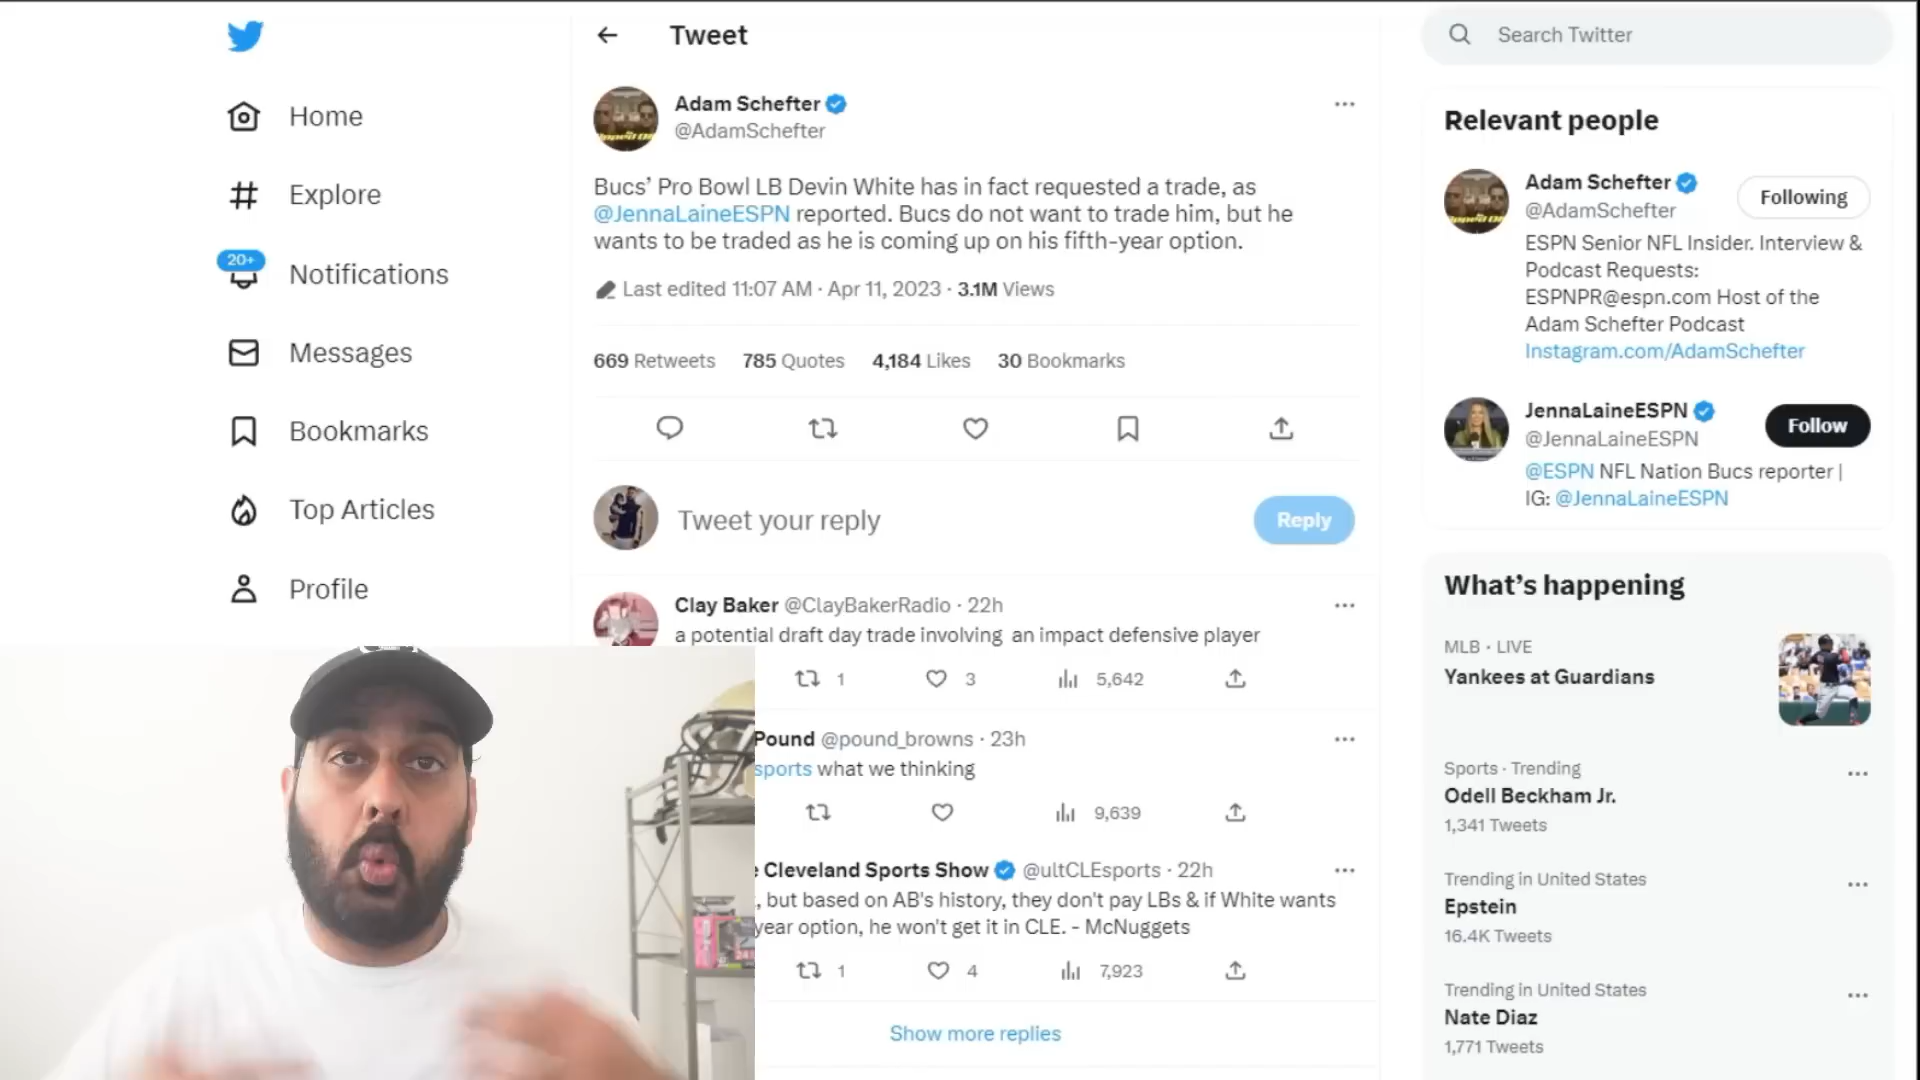 Home
Explore
20+
Notifications
Messages
Bookmarks
Top Articles
Profile
Tweet
Adam Schefter
@AdamSchefter
Bucs’ Pro Bowl LB Devin White has in fact requested a trade, as
@JennaLaineESPN reported. Bucs do not want to trade him, but he
wants to be traded as he is coming up on his fifth-year option.
Last edited 11:07 AM · Apr 11, 2023 · 3.1M Views
669 Retweets 785 Quotes 4,184 Likes 30 Bookmarks
Tweet your reply
Reply
Clay Baker @ClayBakerRadio · 22h
a potential draft day trade involving an impact defensive player
1 3 5,642
Pound @pound_browns · 23h
sports what we thinking
9,639
Cleveland Sports Show @ultCLEsports · 22h
, but based on AB's history, they don't pay LBs & if White wants
year option, he won't get it in CLE. - McNuggets
1 4 7,923
Show more replies
Search Twitter
Relevant people
Adam Schefter
@AdamSchefter
Following
ESPN Senior NFL Insider. Interview &
Podcast Requests:
ESPNPR@espn.com Host of the
Adam Schefter Podcast
Instagram.com/AdamSchefter
JennaLaineESPN
@JennaLaineESPN
Follow
@ESPN NFL Nation Bucs reporter |
IG: @JennaLaineESPN
What’s happening
MLB · LIVE
Yankees at Guardians
Sports · Trending
Odell Beckham Jr.
1,341 Tweets
Trending in United States
Epstein
16.4K Tweets
Trending in United States
Nate Diaz
1,771 Tweets